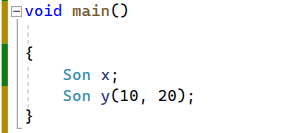 void main()
{
    Son x;
    Son y(10, 20);
}